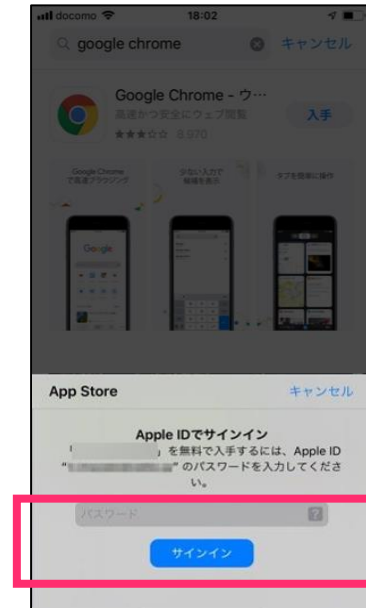 docomo 18:02
google chrome キャンセル
Google Chrome - ウ…
高速かつ安全にウェブ閲覧
入手
★★★☆☆ 8,970
Google Chrome
で高速ブラウジング
少ない入力で
候補を表示
タブを簡単に操作
Google
App Store キャンセル
Apple IDでサインイン
「 」を無料で入手するには、Apple ID
“ ” のパスワードを入力してくださ
い。
パスワード ?
サインイン